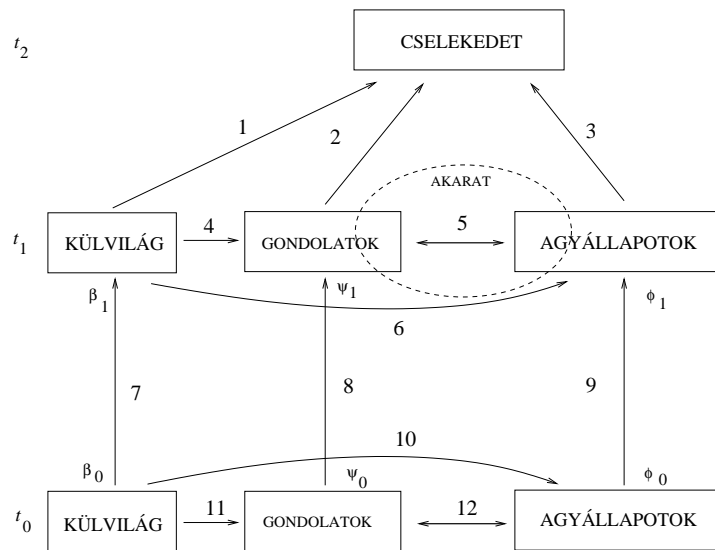 t2 CSELEKEDET
1 2 3
AKARAT
t1 KÜLVILÁG 4 GONDOLATOK 5 AGYÁLLAPOTOK
β1 ψ1 ϕ1
6
7 8 9
10
β0 ψ0 ϕ0
t0 KÜLVILÁG 11 GONDOLATOK 12 AGYÁLLAPOTOK